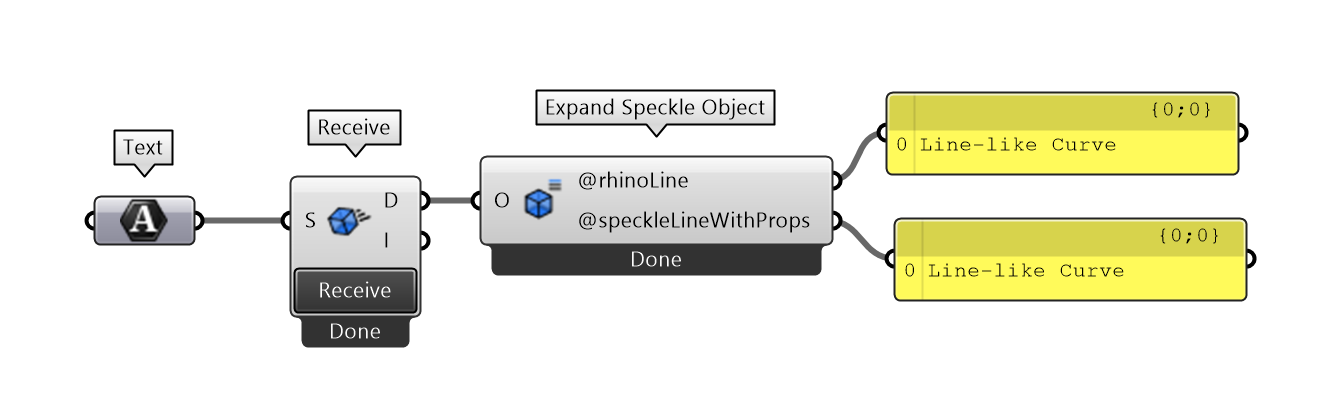 Text
A
Receive
S
D
I
Receive
Done
Expand Speckle Object
O
@rhinoLine
@speckleLineWithProps
Done
{0;0}
0 Line-like Curve
{0;0}
0 Line-like Curve